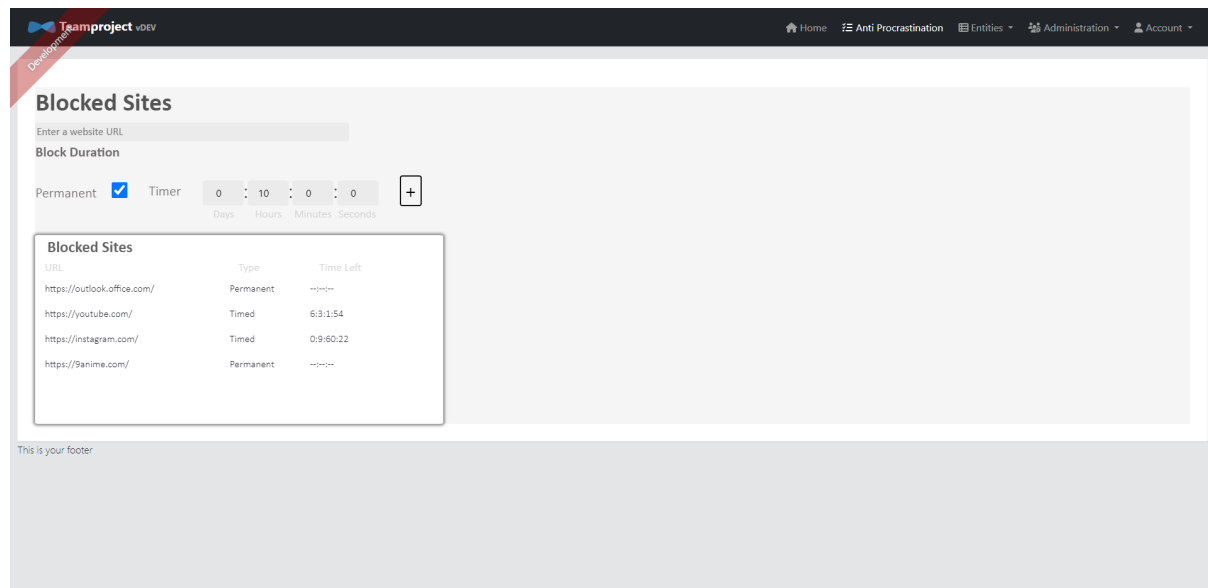 Teamproject vDEV Home Anti Procrastination Entities Administration Account
Development
Blocked Sites
Enter a website URL
Block Duration
Permanent Timer 0 : 10 : 0 : 0 +
Days Hours Minutes Seconds
Blocked Sites
URL Type Time Left
https://outlook.office.com/ Permanent --:--:--
https://youtube.com/ Timed 6:3:1:54
https://instagram.com/ Timed 0:9:60:22
https://9anime.com/ Permanent --:--:--
This is your footer